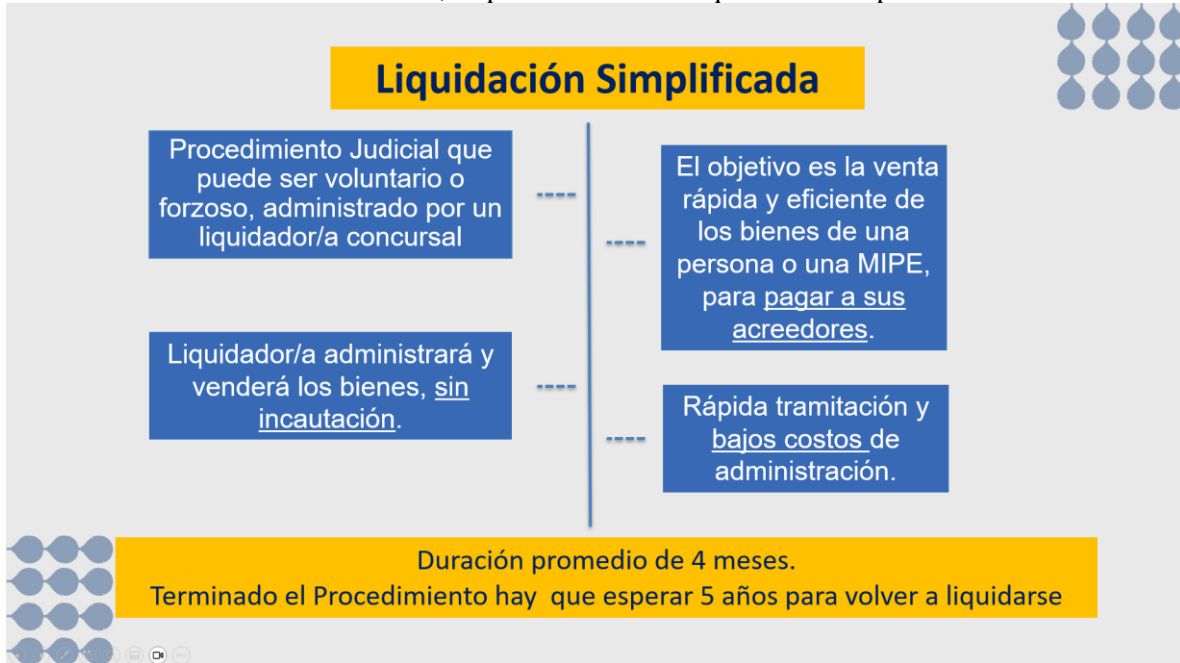 Liquidación Simplificada
Procedimiento Judicial que
puede ser voluntario o
forzoso, administrado por un
liquidador/a concursal
El objetivo es la venta
rápida y eficiente de
los bienes de una
persona o una MIPE,
para pagar a sus
acreedores.
Liquidador/a administrará y
venderá los bienes, sin
incautación.
Rápida tramitación y
bajos costos de
administración.
Duración promedio de 4 meses.
Terminado el Procedimiento hay que esperar 5 años para volver a liquidarse